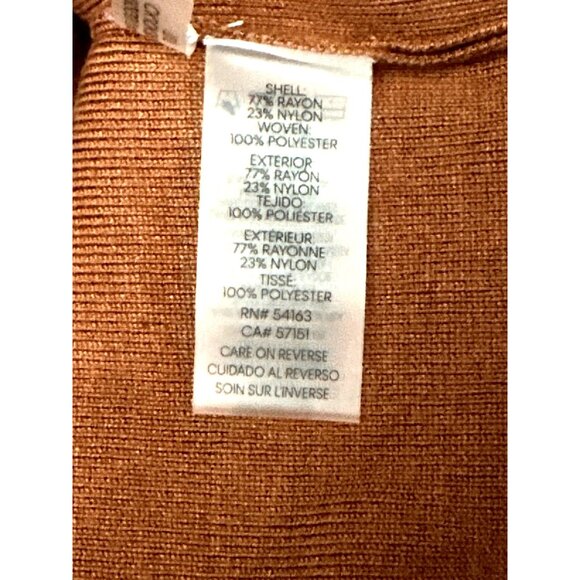 SHELL:
77% RAYON
23% NYLON
WOVEN:
100% POLYESTER
EXTERIOR
77% RAYON
23% NYLON
TEJIDO:
100% POLIESTER
EXTÉRIEUR
77% RAYONNE
23% NYLON
TISSÉ:
100% POLYESTER
RN# 54163
CA# 57151
CARE ON REVERSE
CUIDADO AL REVERSO
SOIN SUR L'INVERSE